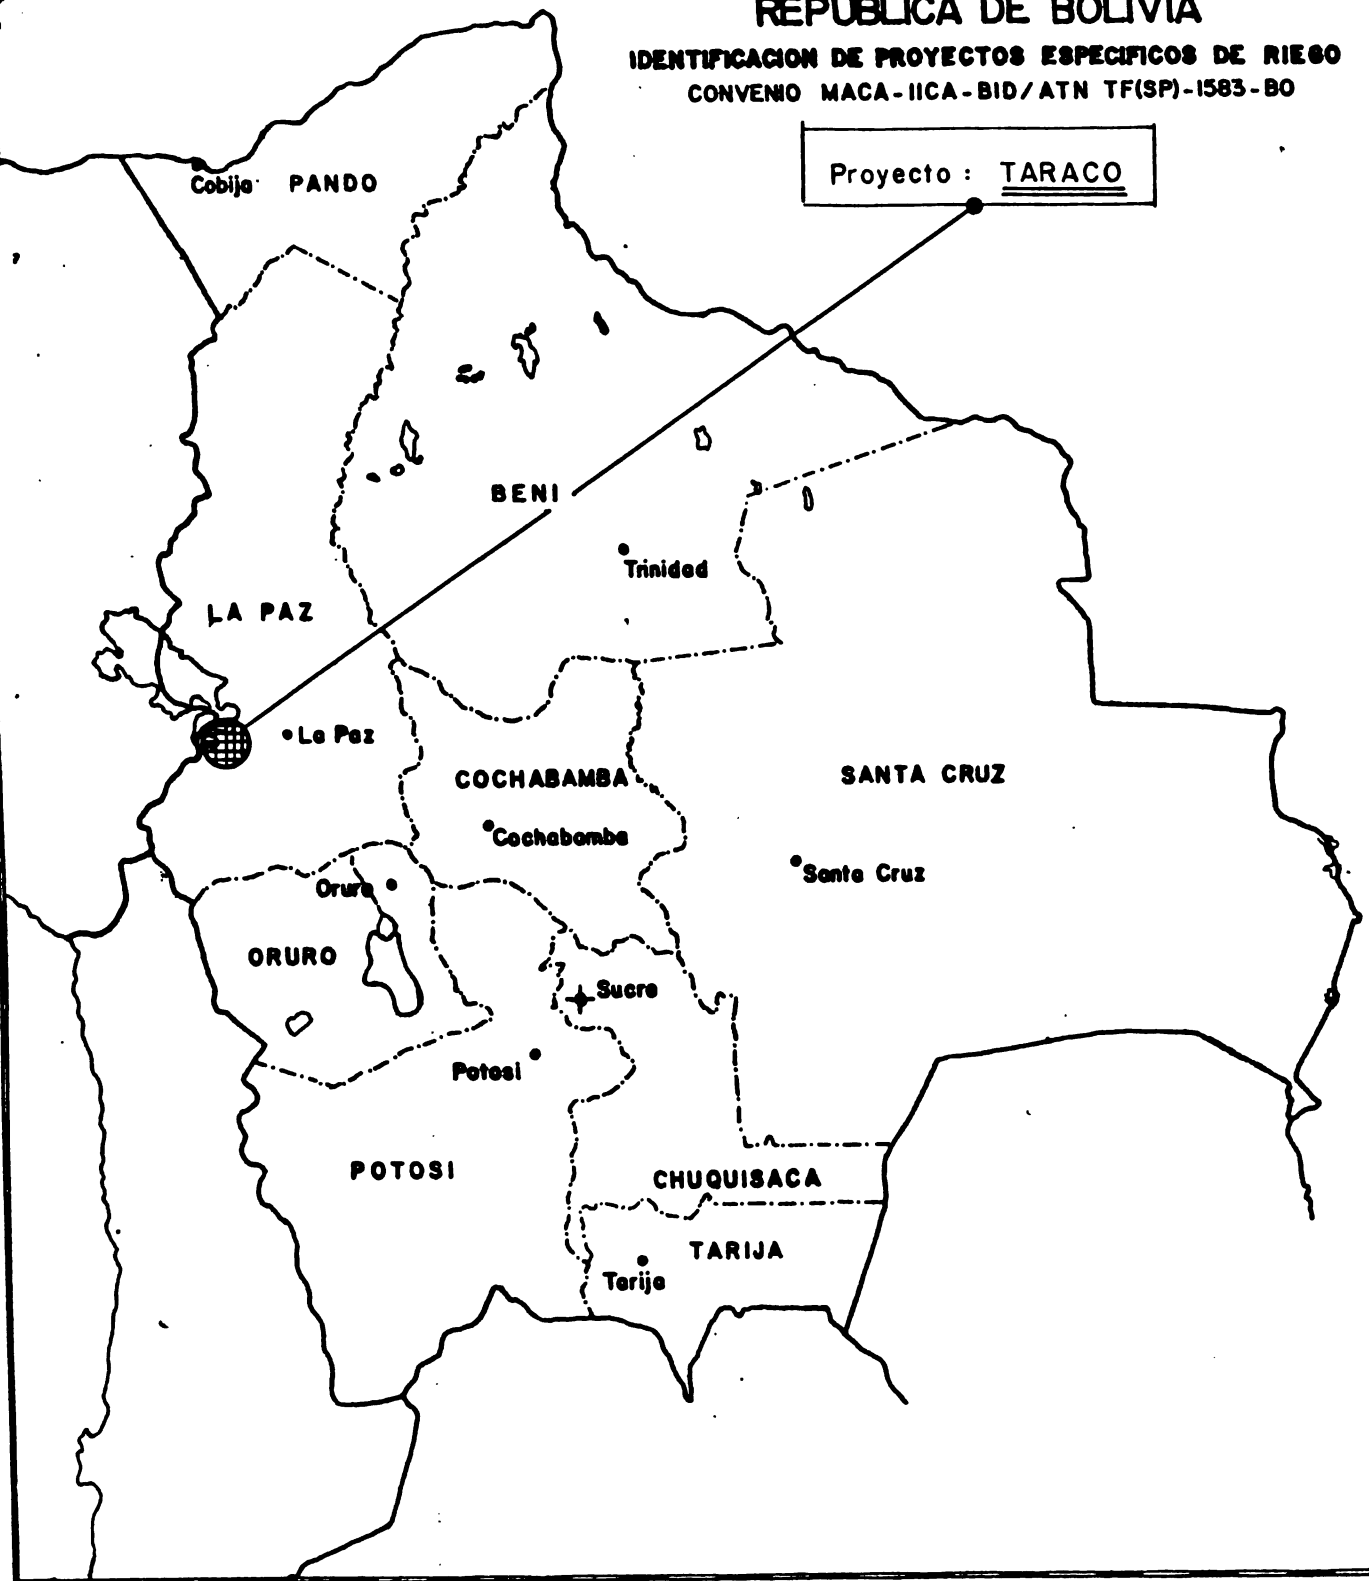 REPUBLICA DE BOLIVIA
IDENTIFICACION DE PROYECTOS ESPECIFICOS DE RIEGO
CONVENIO MACA-IICA-BID/ATN TF(SP)-1583-BO
Proyecto : TARACO
Cobija PANDO
BENI
Trinidad
LA PAZ
La Paz
COCHABAMBA
SANTA CRUZ
Cochabamba
Santa Cruz
Oruro
ORURO
Sucre
Potosi
POTOSI
CHUQUISACA
TARIJA
Tarija